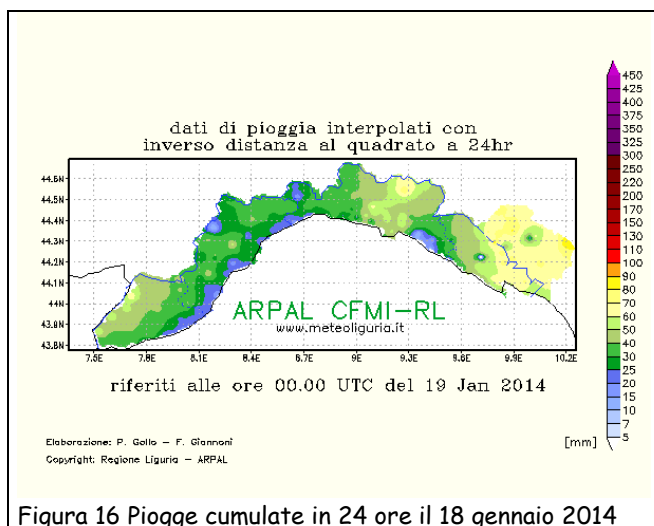 dati di pioggia interpolati con
inverso distanza al quadrato a 24hr
44.6N
44.5N
44.4N
44.3N
44.2N
44.1N
44N
43.9N
43.8N
7.5E 7.8E 8.1E 8.4E 8.7E 9E 9.3E 9.6E 9.9E 10.2E
ARPAL CFMI-RL
www.meteoliguria.it
riferiti alle ore 00.00 UTC del 19 Jan 2014
450
425
400
375
350
325
300
250
220
200
170
150
130
110
100
90
80
70
60
50
40
30
25
20
15
10
7
5
[mm]
Elaborazione: P. Gollo - F. Giannoni
Copyright: Regione Liguria - ARPAL
Figura 16 Piogge cumulate in 24 ore il 18 gennaio 2014